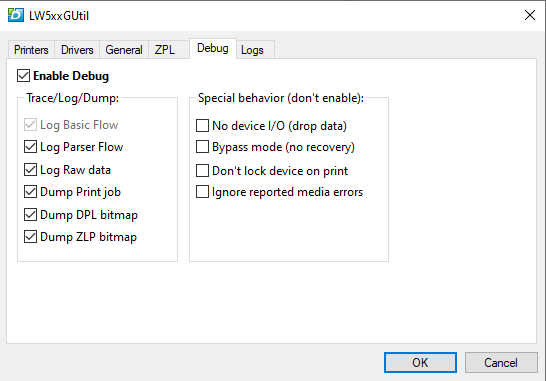 LW5xxGUtil
Printers Drivers General ZPL Debug Logs
Enable Debug
Trace/Log/Dump:
Log Basic Flow
Log Parser Flow
Log Raw data
Dump Print job
Dump DPL bitmap
Dump ZLP bitmap
Special behavior (don't enable):
No device I/O (drop data)
Bypass mode (no recovery)
Don't lock device on print
Ignore reported media errors
OK Cancel